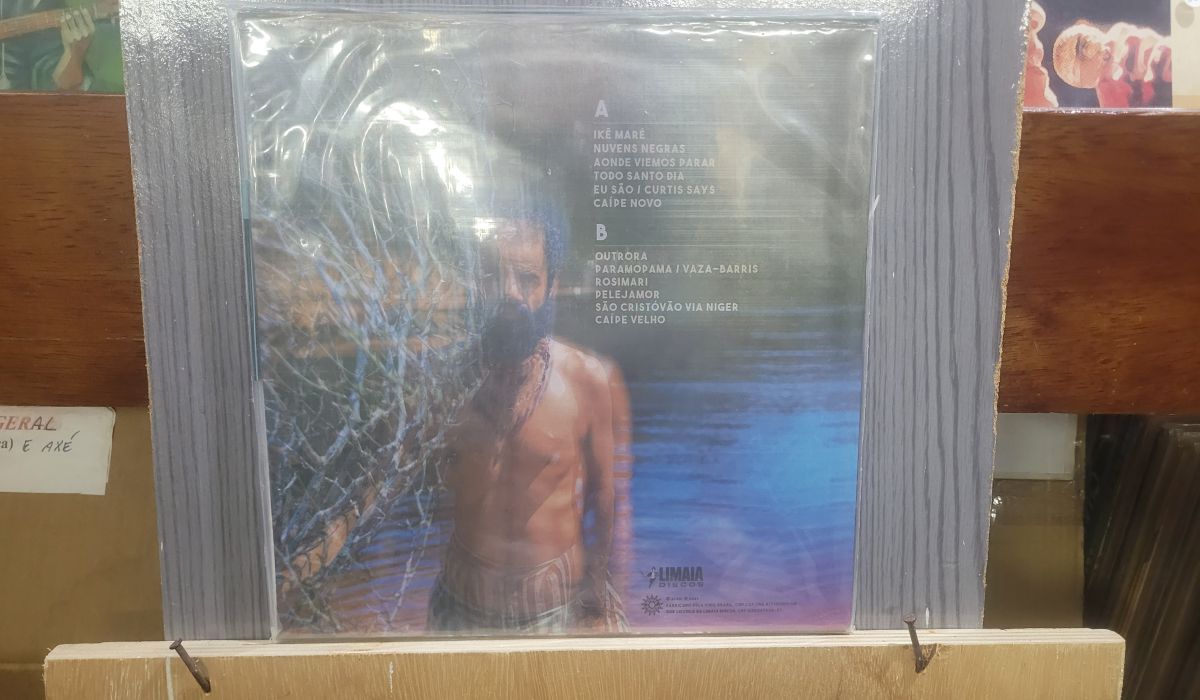 A
IKÊ MARÉ
NUVENS NEGRAS
AONDE VIEMOS PARAR
TODO SANTO DIA
EU SÃO / CURTIS SAYS
CAÍPE NOVO
B
OUTRÒRA
PARAMOPAMA / VAZA-BARRIS
ROSIMARI
PELEJAMOR
SÃO CRISTÓVÃO VIA NIGER
CAÍPE VELHO
LIMAIA
DISCOS
GERAL
E AXÉ